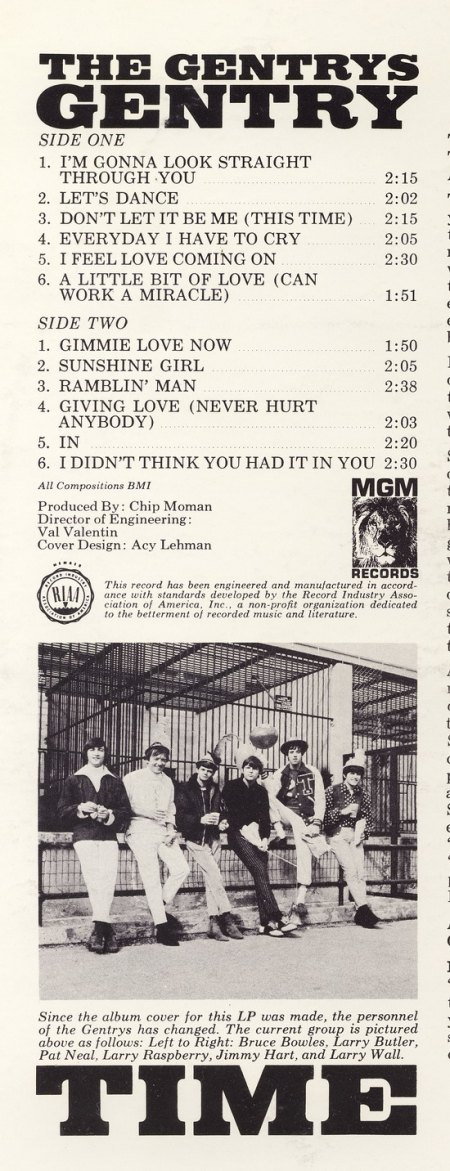 THE GENTRYS
GENTRY
SIDE ONE
1. I'M GONNA LOOK STRAIGHT
THROUGH YOU 2:15
2. LET'S DANCE 2:02
3. DON'T LET IT BE ME (THIS TIME) 2:15
4. EVERYDAY I HAVE TO CRY 2:05
5. I FEEL LOVE COMING ON 2:30
6. A LITTLE BIT OF LOVE (CAN
WORK A MIRACLE) 1:51
SIDE TWO
1. GIMMIE LOVE NOW 1:50
2. SUNSHINE GIRL 2:05
3. RAMBLIN' MAN 2:38
4. GIVING LOVE (NEVER HURT
ANYBODY) 2:03
5. IN 2:20
6. I DIDN'T THINK YOU HAD IT IN YOU 2:30
All Compositions BMI
Produced By: Chip Moman
Director of Engineering:
Val Valentin
Cover Design: Acy Lehman
MGM
RECORDS
MEMBER
RECORD INDUSTRY
RIAA
ASSOCIATION OF AMERICA
This record has been engineered and manufactured in accord-
ance with standards developed by the Record Industry Asso-
ciation of America, Inc., a non-profit organization dedicated
to the betterment of recorded music and literature.
Since the album cover for this LP was made, the personnel
of the Gentrys has changed. The current group is pictured
above as follows: Left to Right: Bruce Bowles, Larry Butler,
Pat Neal, Larry Raspberry, Jimmy Hart, and Larry Wall.
TIME